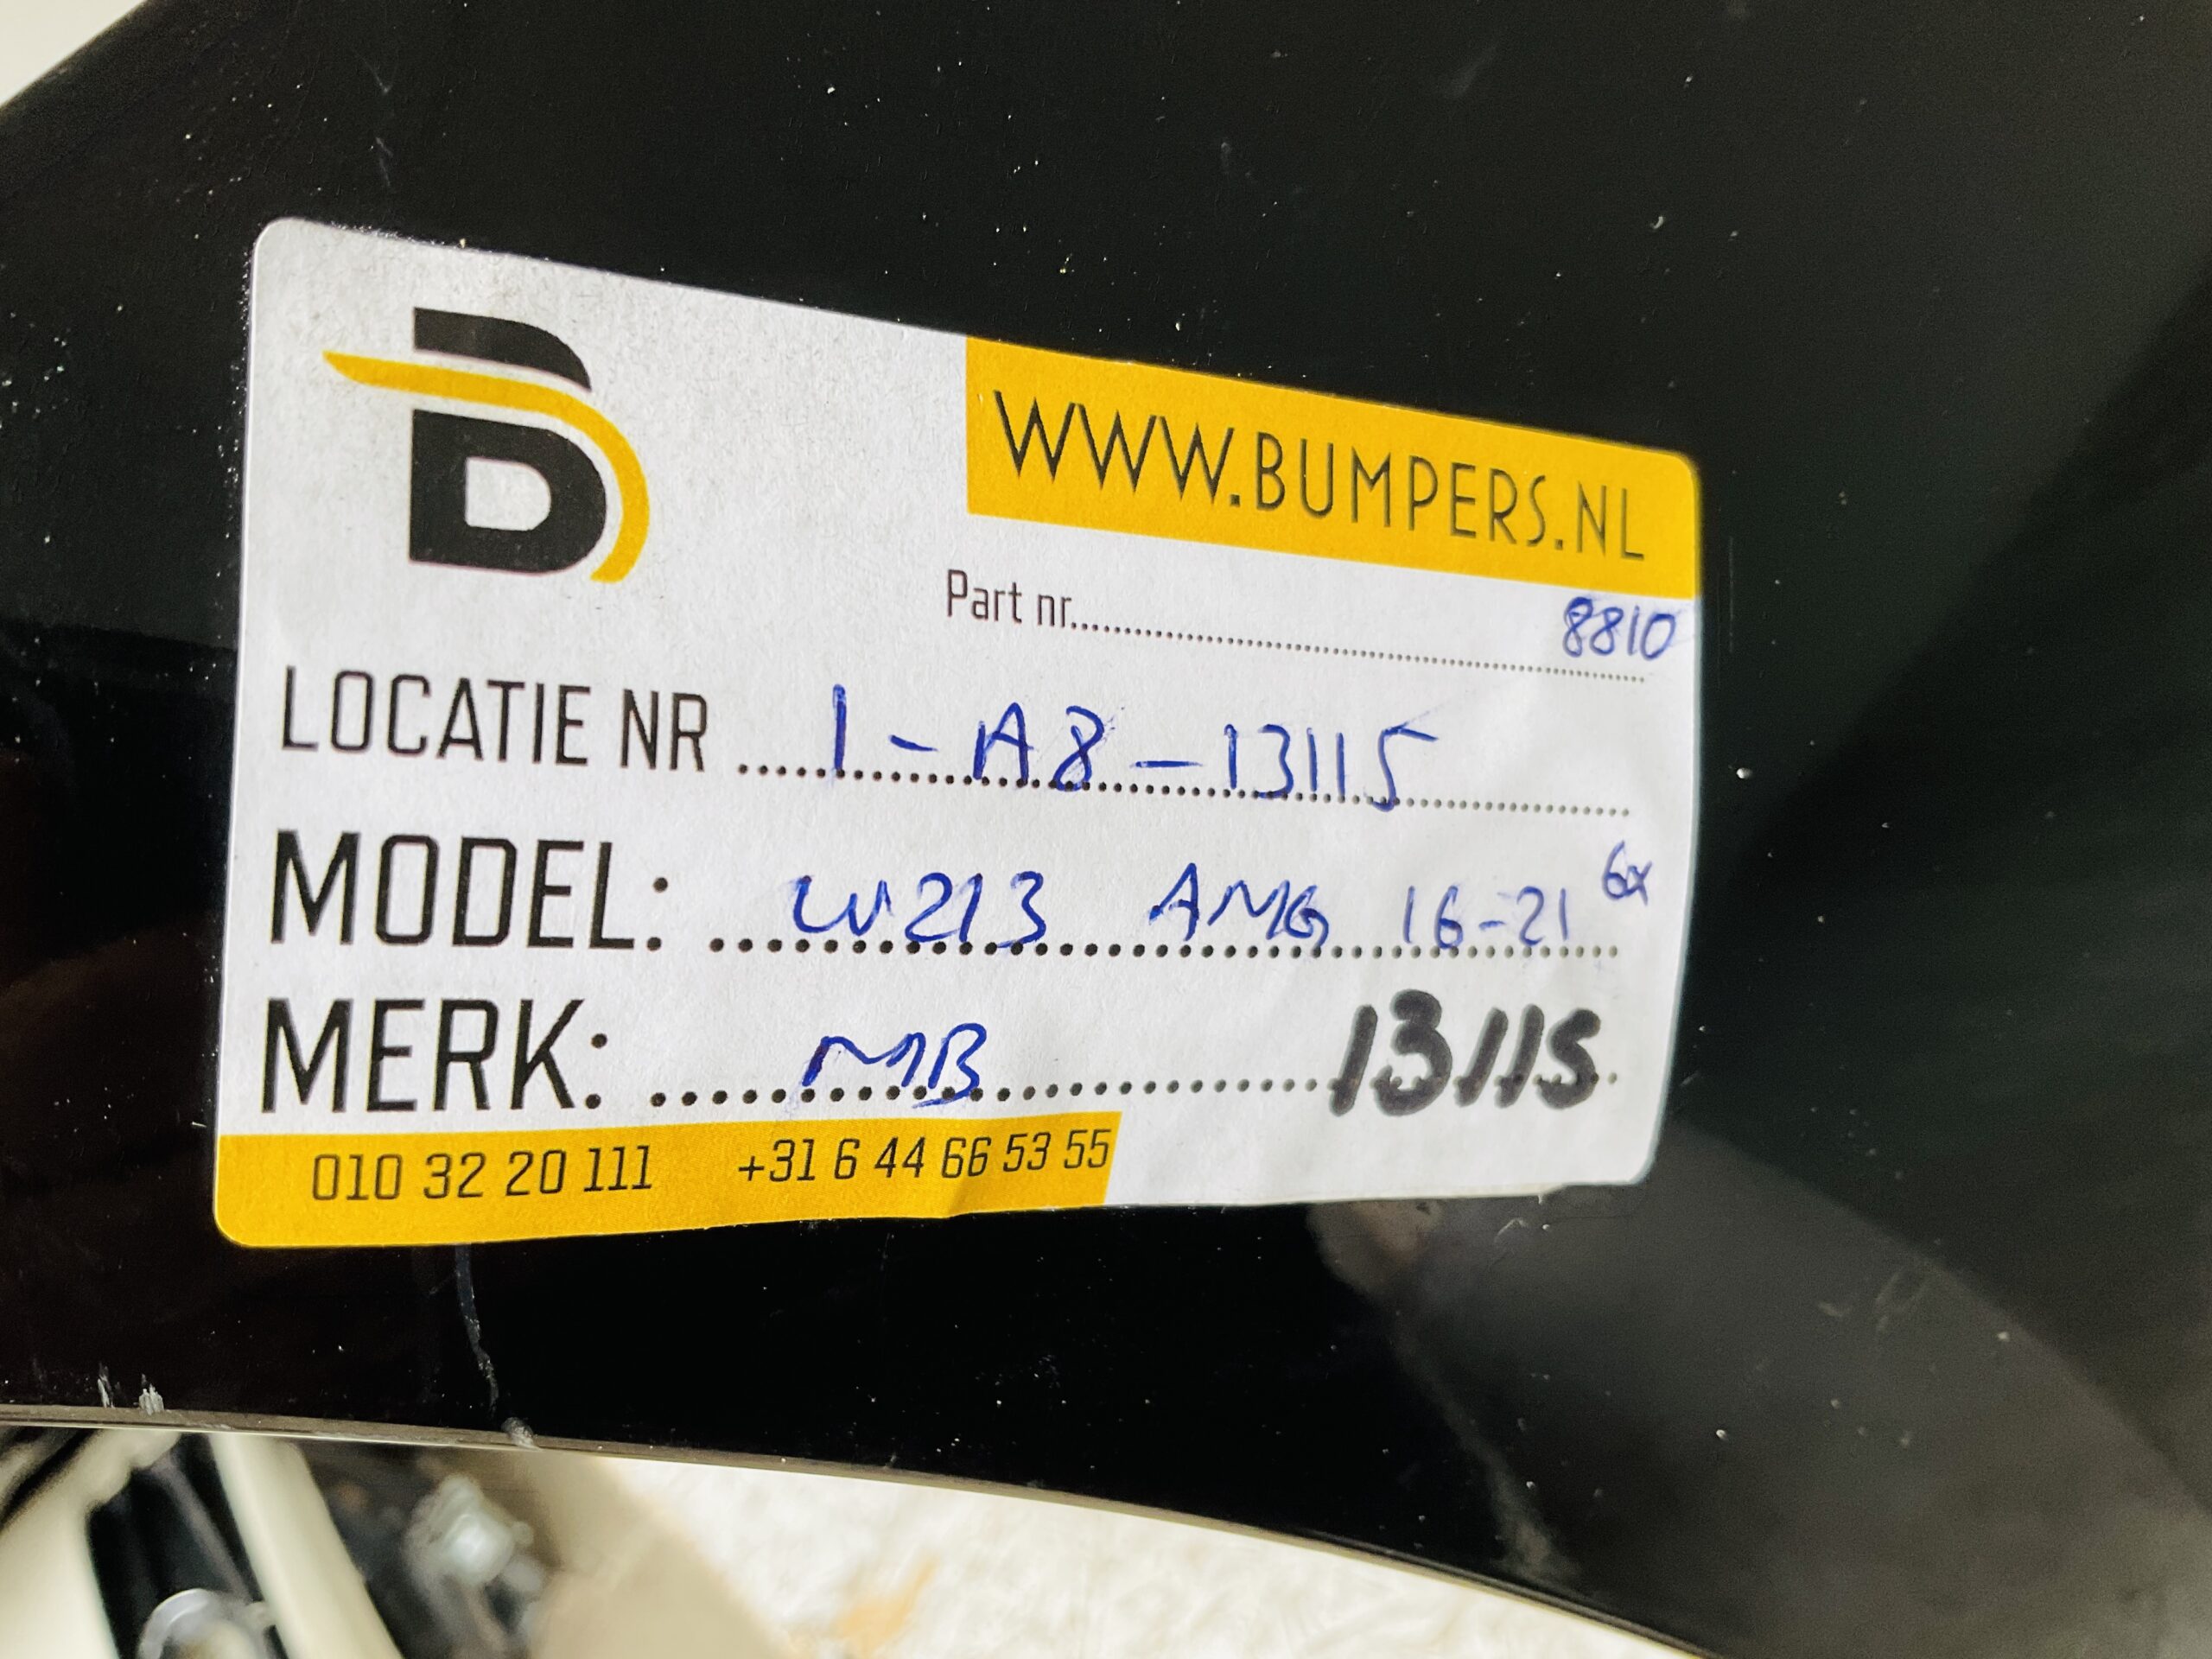 B
WWW.BUMPERS.NL
Part nr.......... 8810
LOCATIE NR ..... 1-A8-13115
MODEL: ... W213 AMG 16-21 6x
MERK: ..... MB 13115
010 32 20 111 +31 6 44 66 53 55